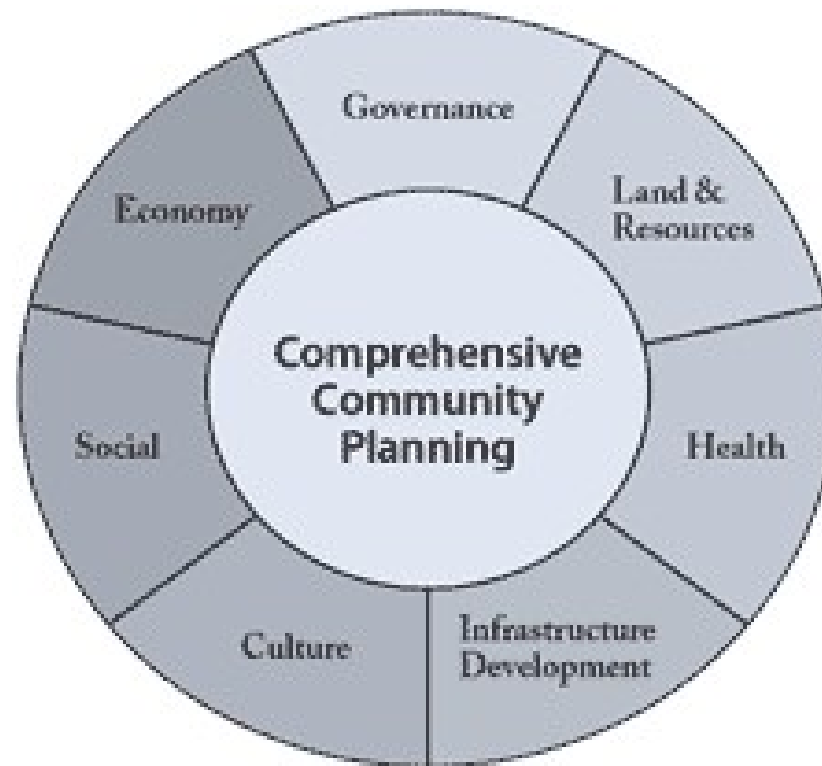 Governance
Land &
Resources
Health
Infrastructure
Development
Culture
Social
Economy
Comprehensive
Community
Planning